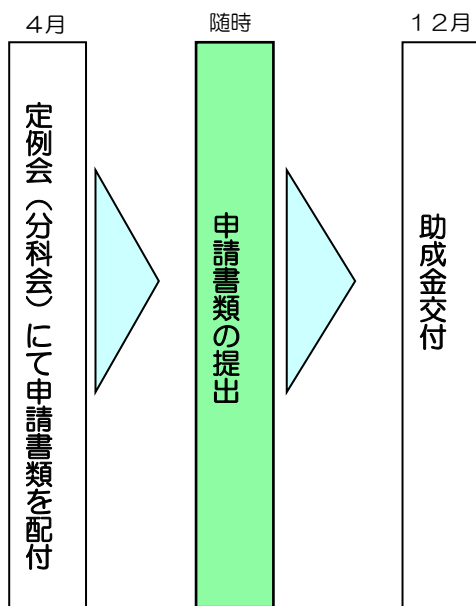 4月
定例会（分科会）にて申請書類を配付
随時
申請書類の提出
１２月
助成金交付